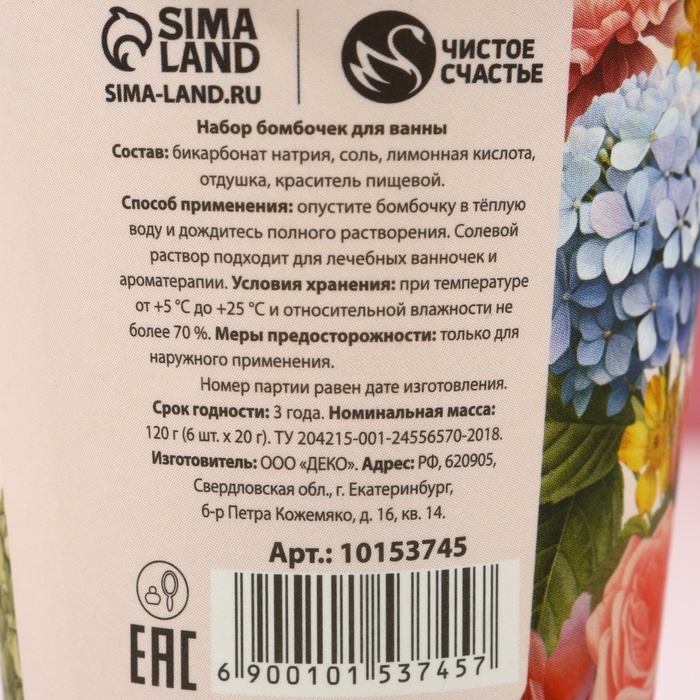 SIMA
LAND
SIMA-LAND.RU
ЧИСТОЕ
СЧАСТЬЕ
Набор бомбочек для ванны
Состав: бикарбонат натрия, соль, лимонная кислота,
отдушка, краситель пищевой.
Способ применения: опустите бомбочку в тёплую
воду и дождитесь полного растворения. Солевой
раствор подходит для лечебных ванночек и
ароматерапии. Условия хранения: при температуре
от +5 °С до +25 °С и относительной влажности не
более 70 %. Меры предосторожности: только для
наружного применения.
Номер партии равен дате изготовления.
Срок годности: 3 года. Номинальная масса:
120 г (6 шт. х 20 г). ТУ 204215-001-24556570-2018.
Изготовитель: ООО «ДЕКО». Адрес: РФ, 620905,
Свердловская обл., г. Екатеринбург,
б-р Петра Кожемяко, д. 16, кв. 14.
Арт.: 10153745
EAC
6 900101 537457